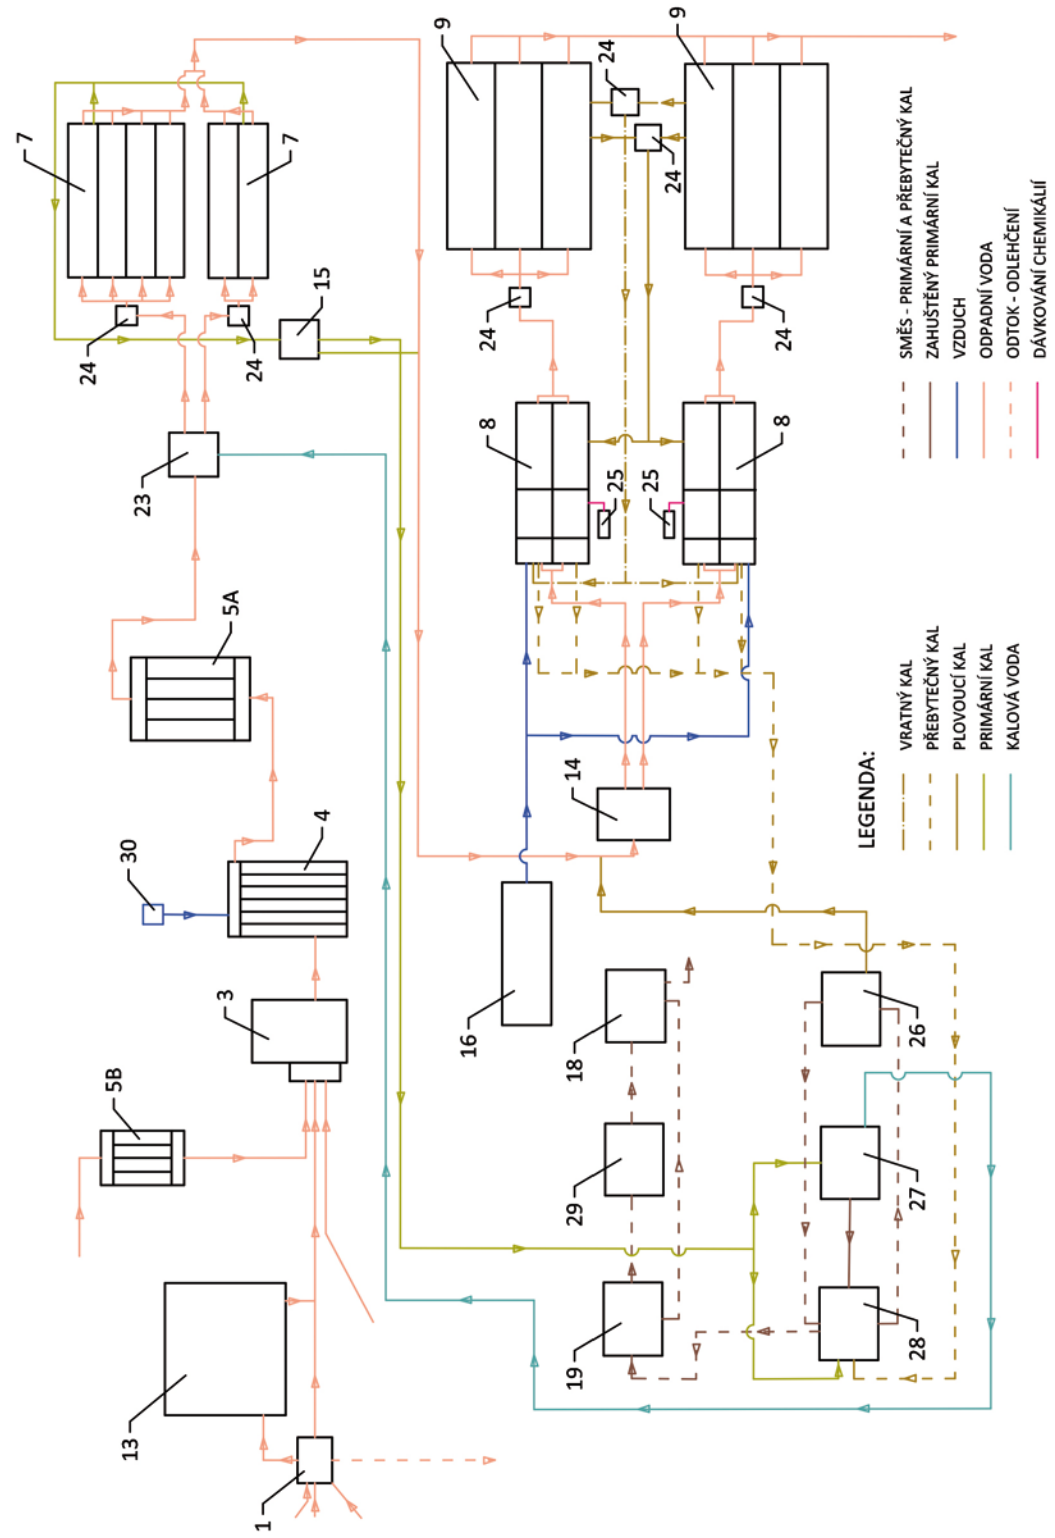 1
13
5B
3
30
4
5A
23
24
24
7
7
15
9
9
24
24
24
24
8
8
25
25
14
16
18
29
19
26
27
28
LEGENDA:
VRATNÝ KAL
PŘEBYTEČNÝ KAL
PLOVOUCÍ KAL
PRIMÁRNÍ KAL
KALOVÁ VODA
SMĚS - PRIMÁRNÍ A PŘEBYTEČNÝ KAL
ZAHUŠTĚNÝ PRIMÁRNÍ KAL
VZDUCH
ODPADNÍ VODA
ODTOK - ODLEHČENÍ
DÁVKOVÁNÍ CHEMIKÁLIÍ